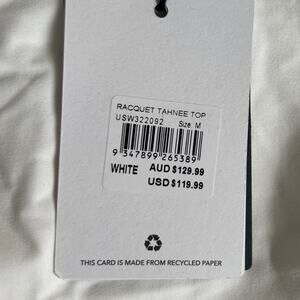 RACQUET TAHNEE TOP
USW322092 Size: M
9 347899 265389
WHITE AUD $129.99
USD $119.99
THIS CARD IS MADE FROM RECYCLED PAPER